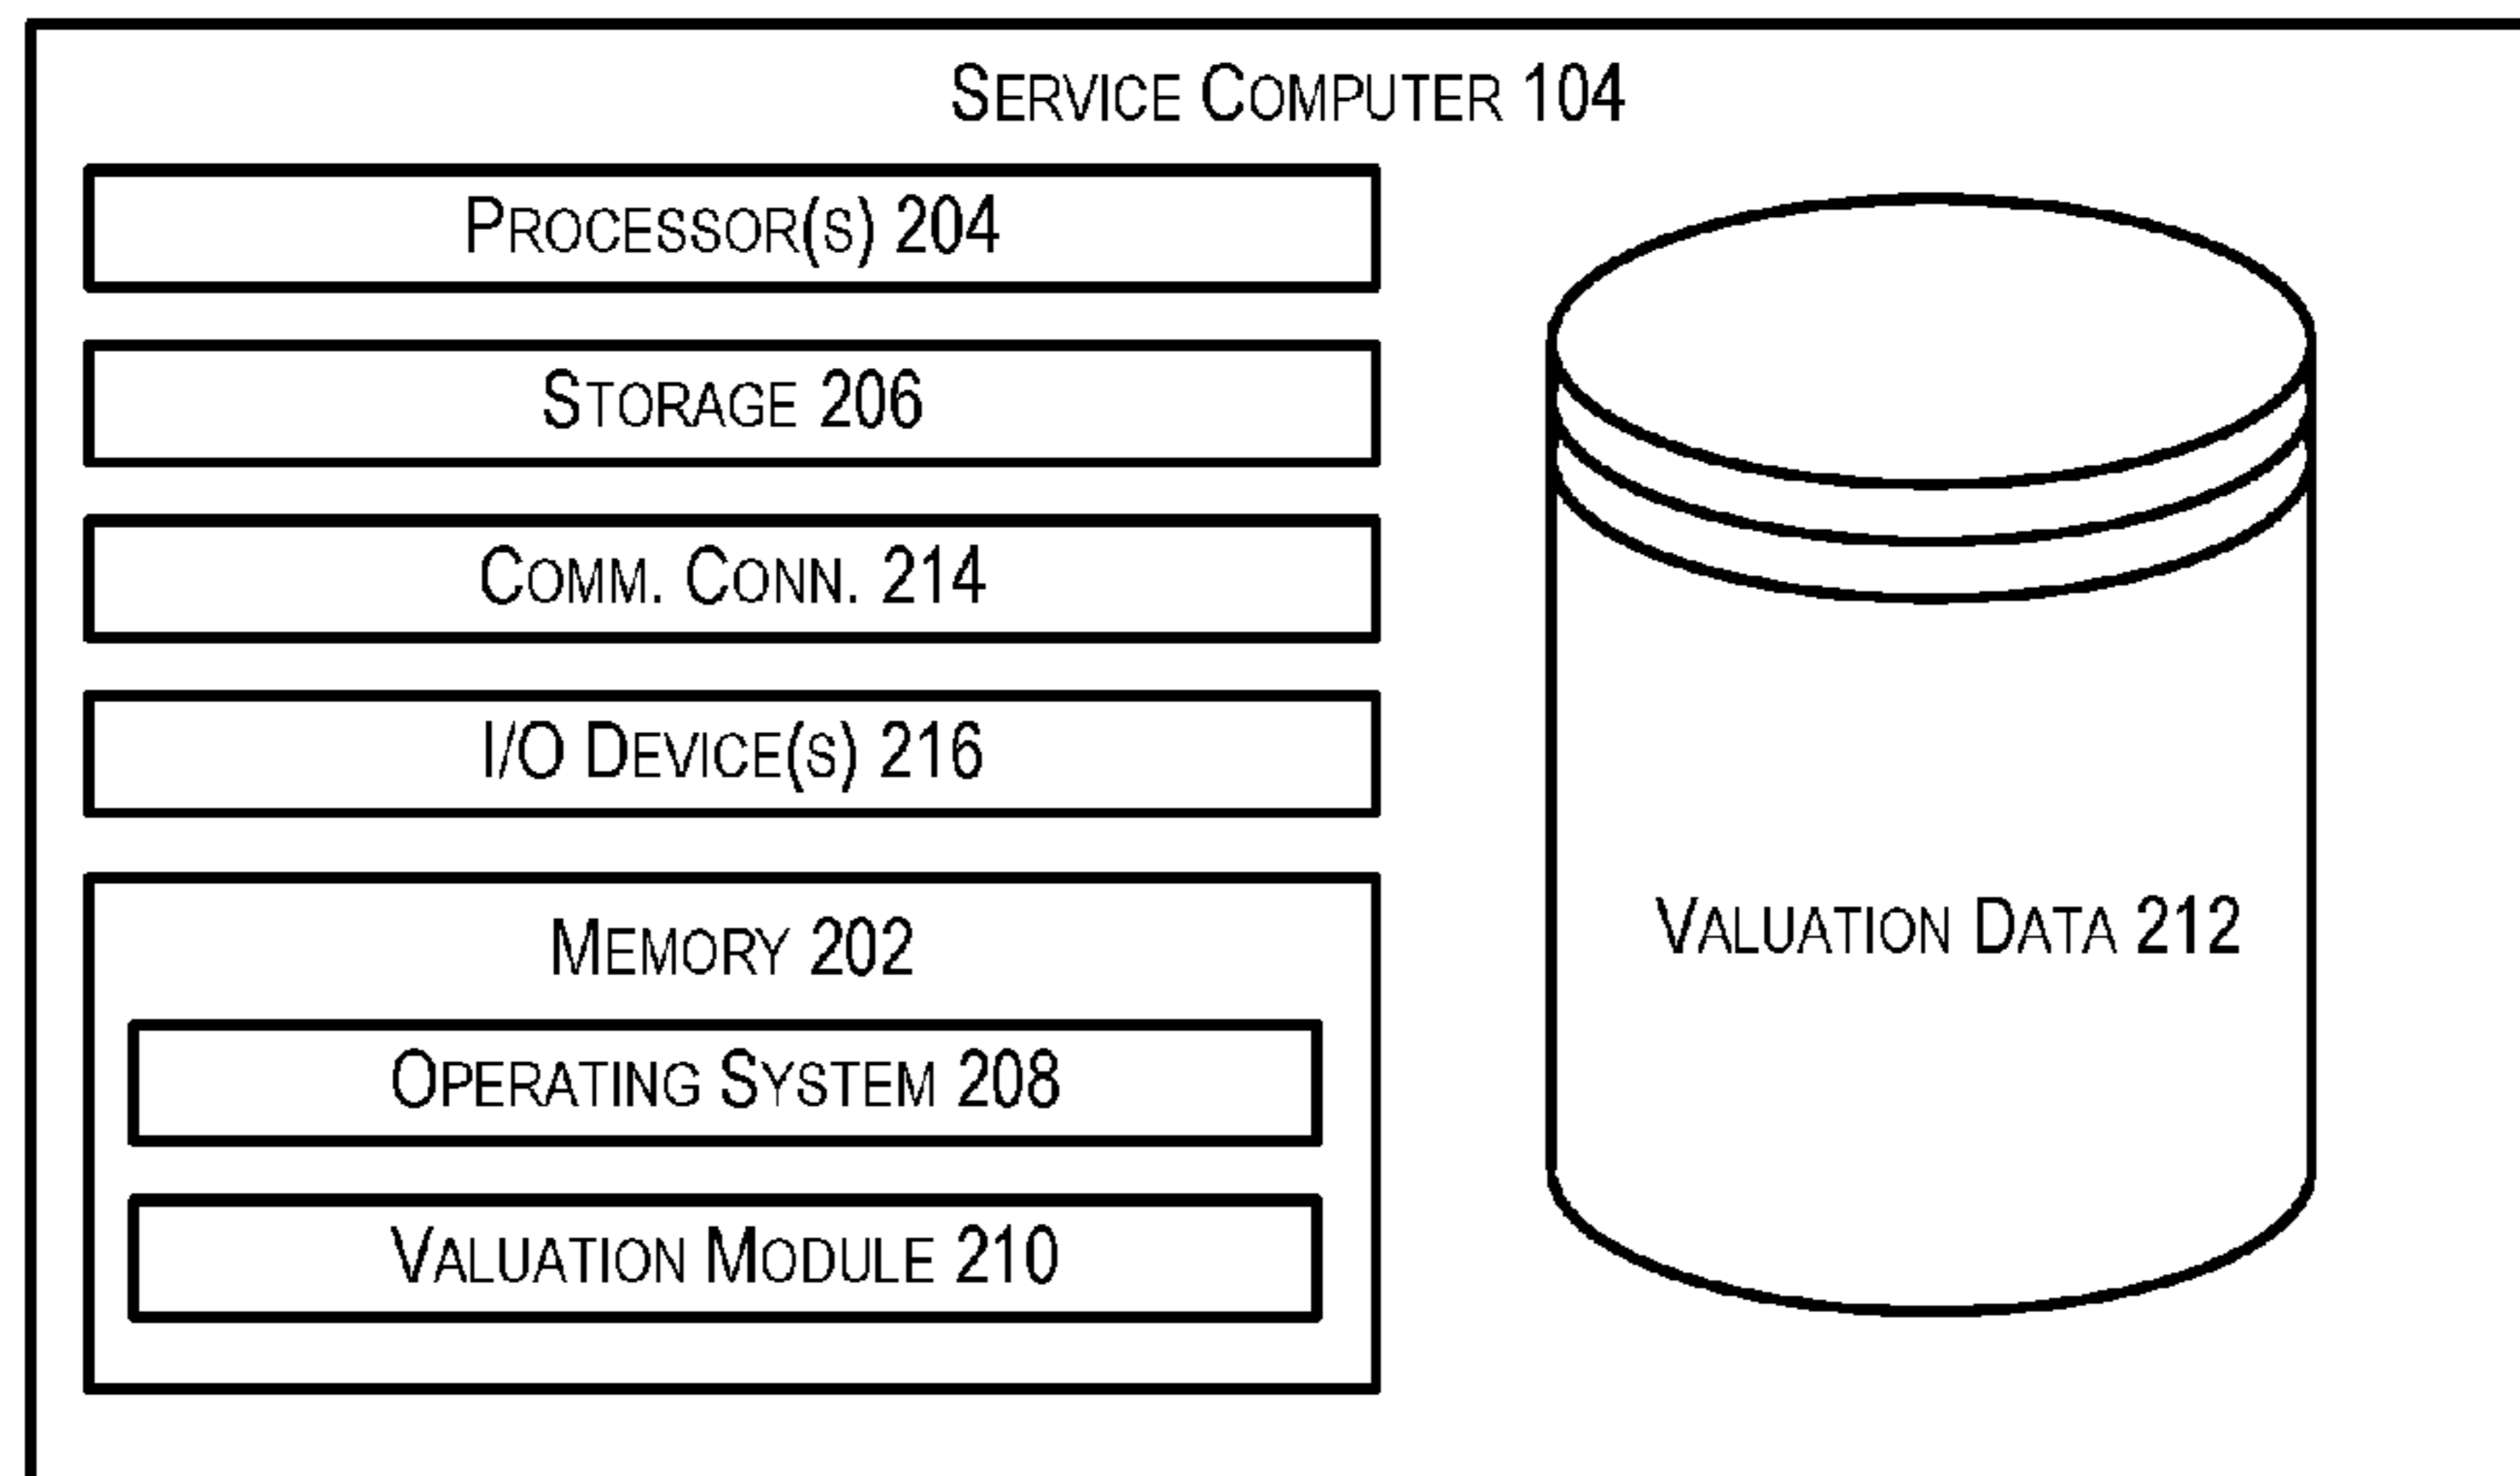 SERVICE COMPUTER 104
PROCESSOR(S) 204
STORAGE 206
COMM. CONN. 214
I/O DEVICE(S) 216
MEMORY 202
OPERATING SYSTEM 208
VALUATION MODULE 210
VALUATION DATA 212